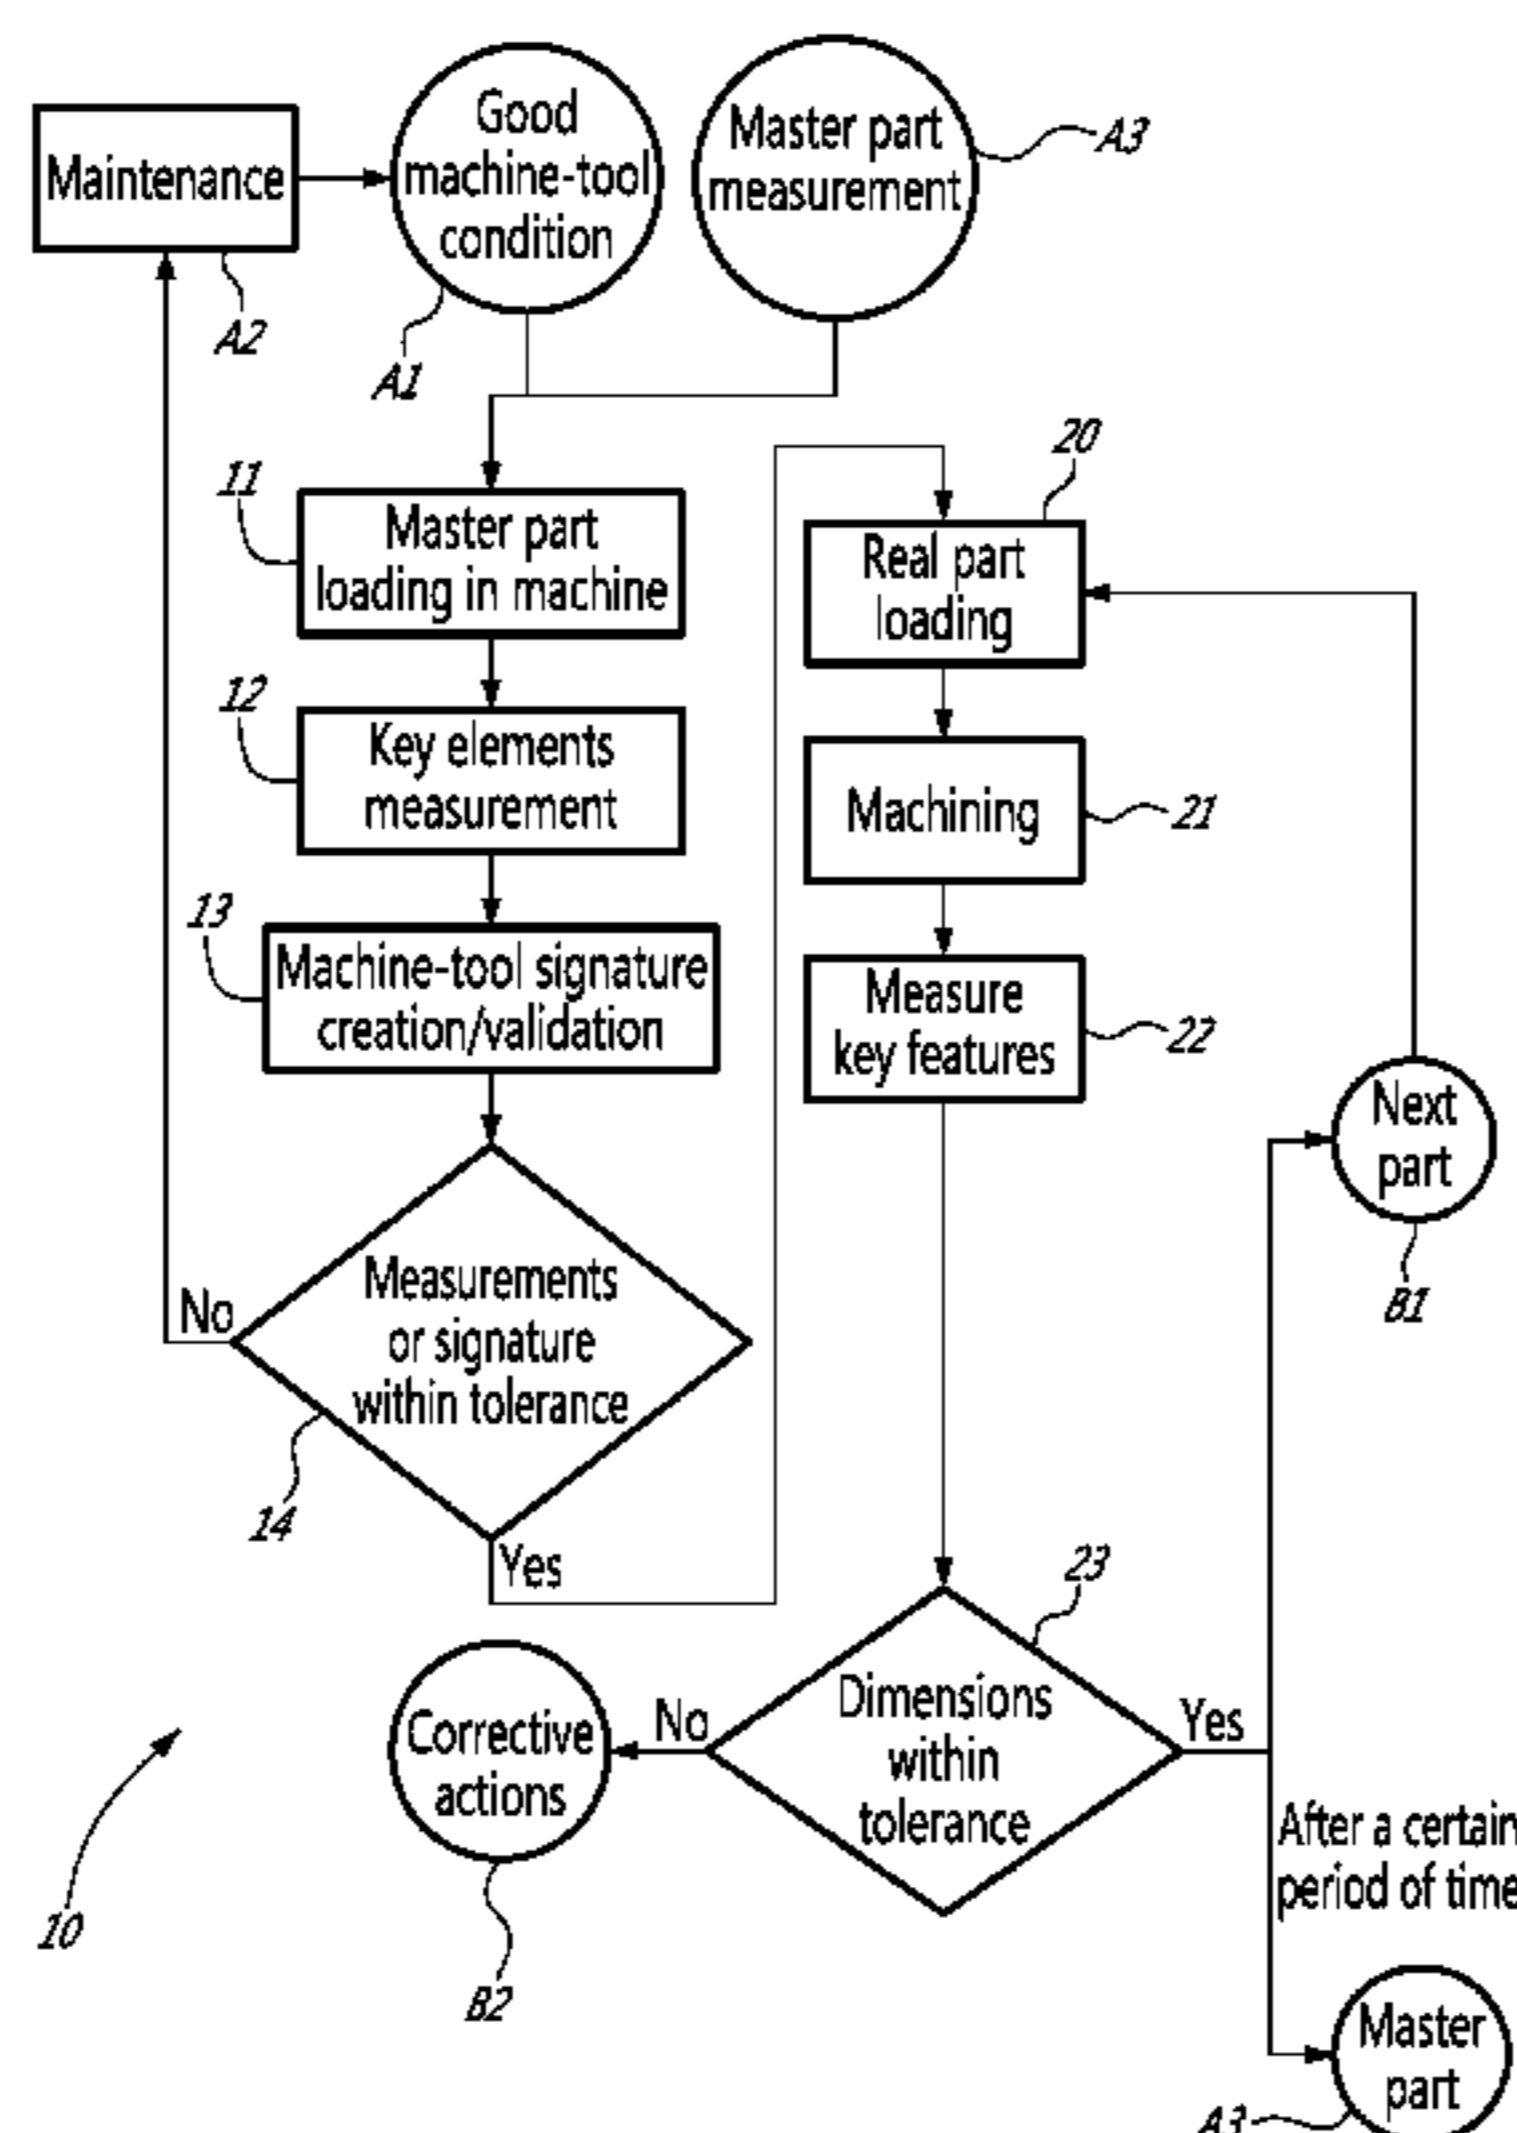 Maintenance
Good
machine-tool
condition
Master part
measurement
A3
A2
A1
11
Master part
loading in machine
20
Real part
loading
12
Key elements
measurement
Machining
21
13
Machine-tool signature
creation/validation
Measure
key features
22
Next
part
B1
Measurements
or signature
within tolerance
No
14
Yes
23
Dimensions
within
tolerance
No
Yes
Corrective
actions
After a certain
period of time
10
B2
Master
part
A3